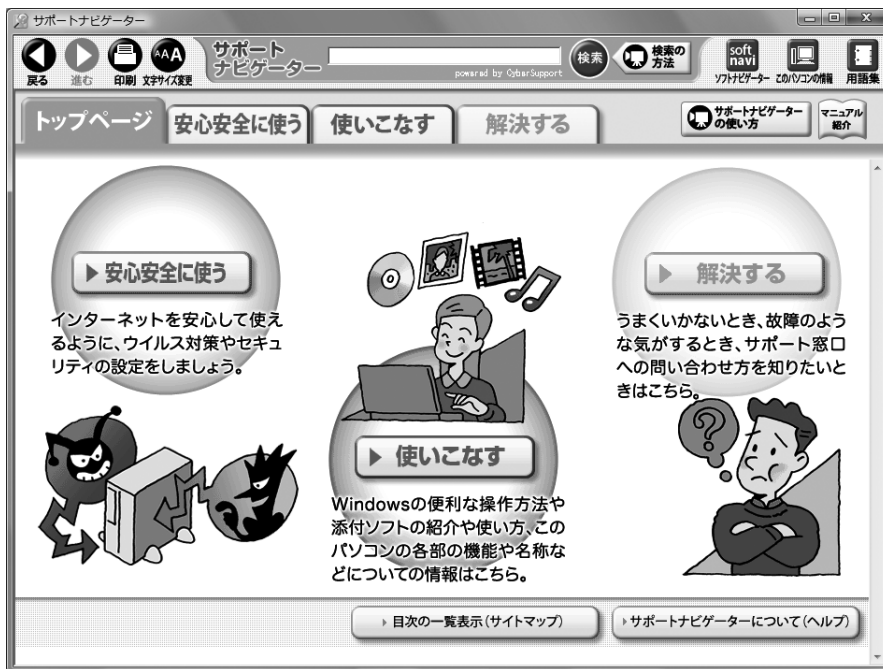 サポートナビゲーター
戻る
進む
印刷
AAA
文字サイズ変更
サポート
ナビゲーター
powered by CyberSupport
検索
検索の
方法
soft
navi
ソフトナビゲーター
このパソコンの情報
用語集
トップページ
安心安全に使う
使いこなす
解決する
サポートナビゲーター
の使い方
マニュアル
紹介
安心安全に使う
インターネットを安心して使え
るように、ウイルス対策やセキュ
リティの設定をしましょう。
使いこなす
Windowsの便利な操作方法や
添付ソフトの紹介や使い方、この
パソコンの各部の機能や名称な
どについての情報はこちら。
解決する
うまくいかないとき、故障のよう
な気がするとき、サポート窓口
への問い合わせ方を知りたいと
きはこちら。
?
目次の一覧表示(サイトマップ)
サポートナビゲーターについて(ヘルプ)